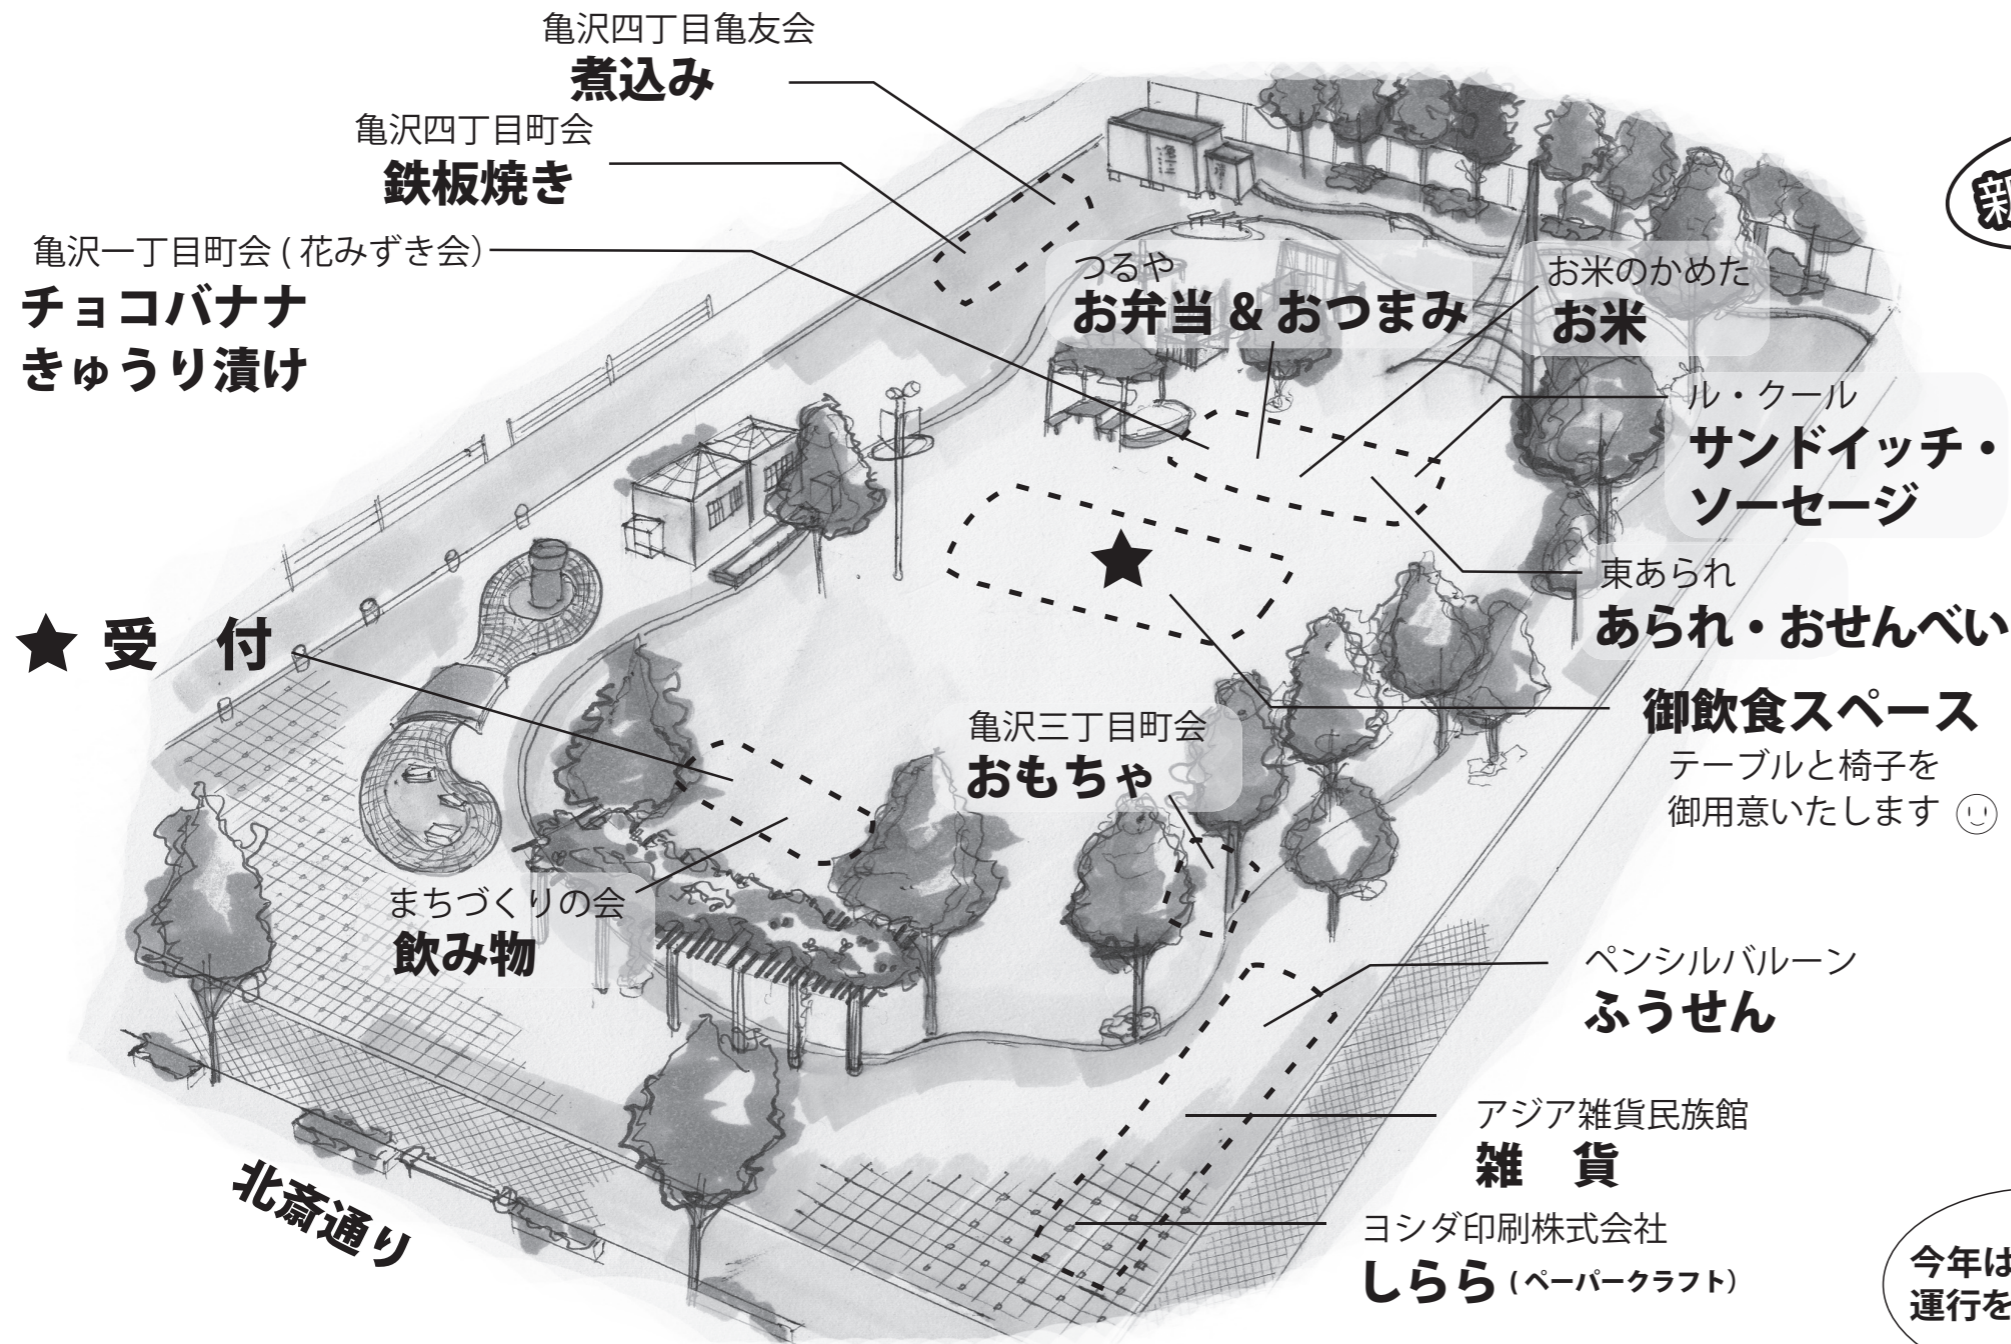 亀沢四丁目亀友会
煮込み
亀沢四丁目町会
鉄板焼き
亀沢一丁目町会 ( 花みずき会)
チョコバナナ
きゅうり漬け
つるや
お弁当 & おつまみ
お米のかめた
お米
ル・クール
サンドイッチ・
ソーセージ
東あられ
あられ・おせんべい
★ 受　付
御飲食スペース
テーブルと椅子を
御用意いたします
亀沢三丁目町会
おもちゃ
まちづくりの会
飲み物
ペンシルバルーン
ふうせん
アジア雑貨民族館
雑　貨
ヨシダ印刷株式会社
しらら ( ペーパークラフト)
北斎通り
今年は
運行を